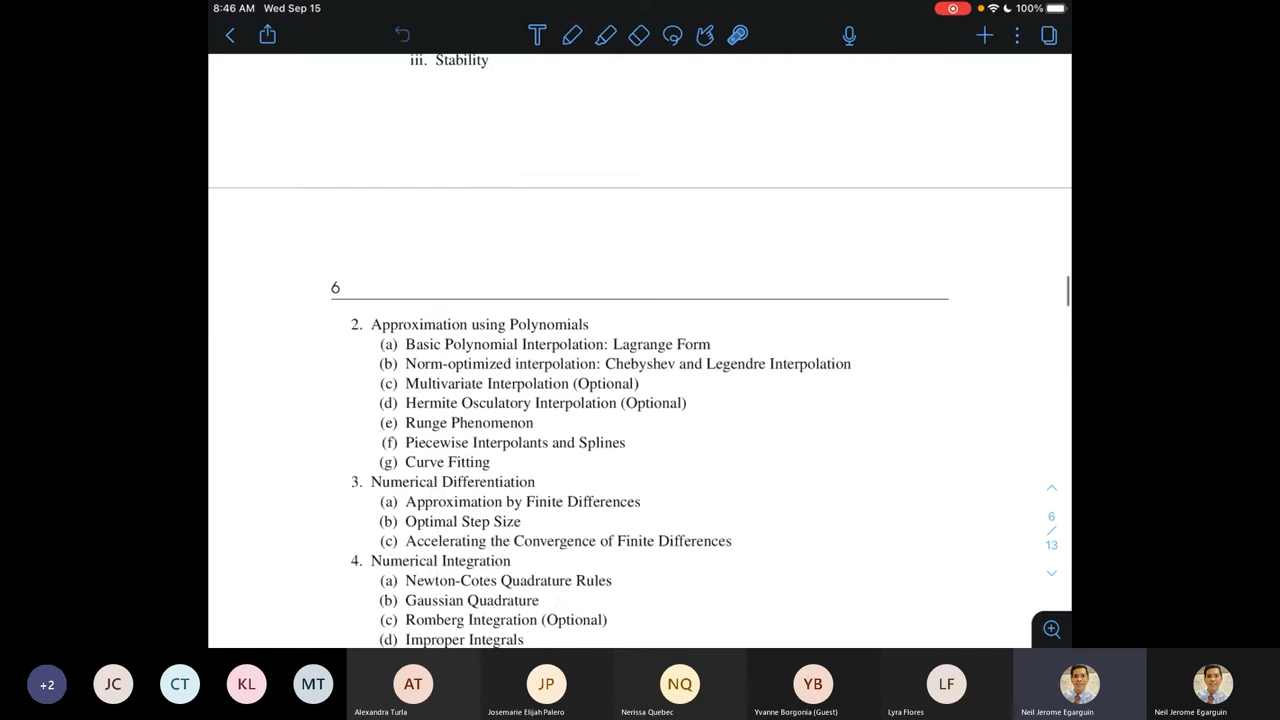 8:46 AM Wed Sep 15
100%
iii. Stability
6
2. Approximation using Polynomials
(a) Basic Polynomial Interpolation: Lagrange Form
(b) Norm-optimized interpolation: Chebyshev and Legendre Interpolation
(c) Multivariate Interpolation (Optional)
(d) Hermite Osculatory Interpolation (Optional)
(e) Runge Phenomenon
(f) Piecewise Interpolants and Splines
(g) Curve Fitting
3. Numerical Differentiation
(a) Approximation by Finite Differences
(b) Optimal Step Size
(c) Accelerating the Convergence of Finite Differences
4. Numerical Integration
(a) Newton-Cotes Quadrature Rules
(b) Gaussian Quadrature
(c) Romberg Integration (Optional)
(d) Improper Integrals
6
/
13
+2
JC
CT
KL
MT
AT
JP
NQ
YB
LF
Alexandra Turla
Josemarie Elijah Palero
Nerissa Quebec
Yvanne Borgonia (Guest)
Lyra Flores
Neil Jerome Egarguin
Neil Jerome Egarguin